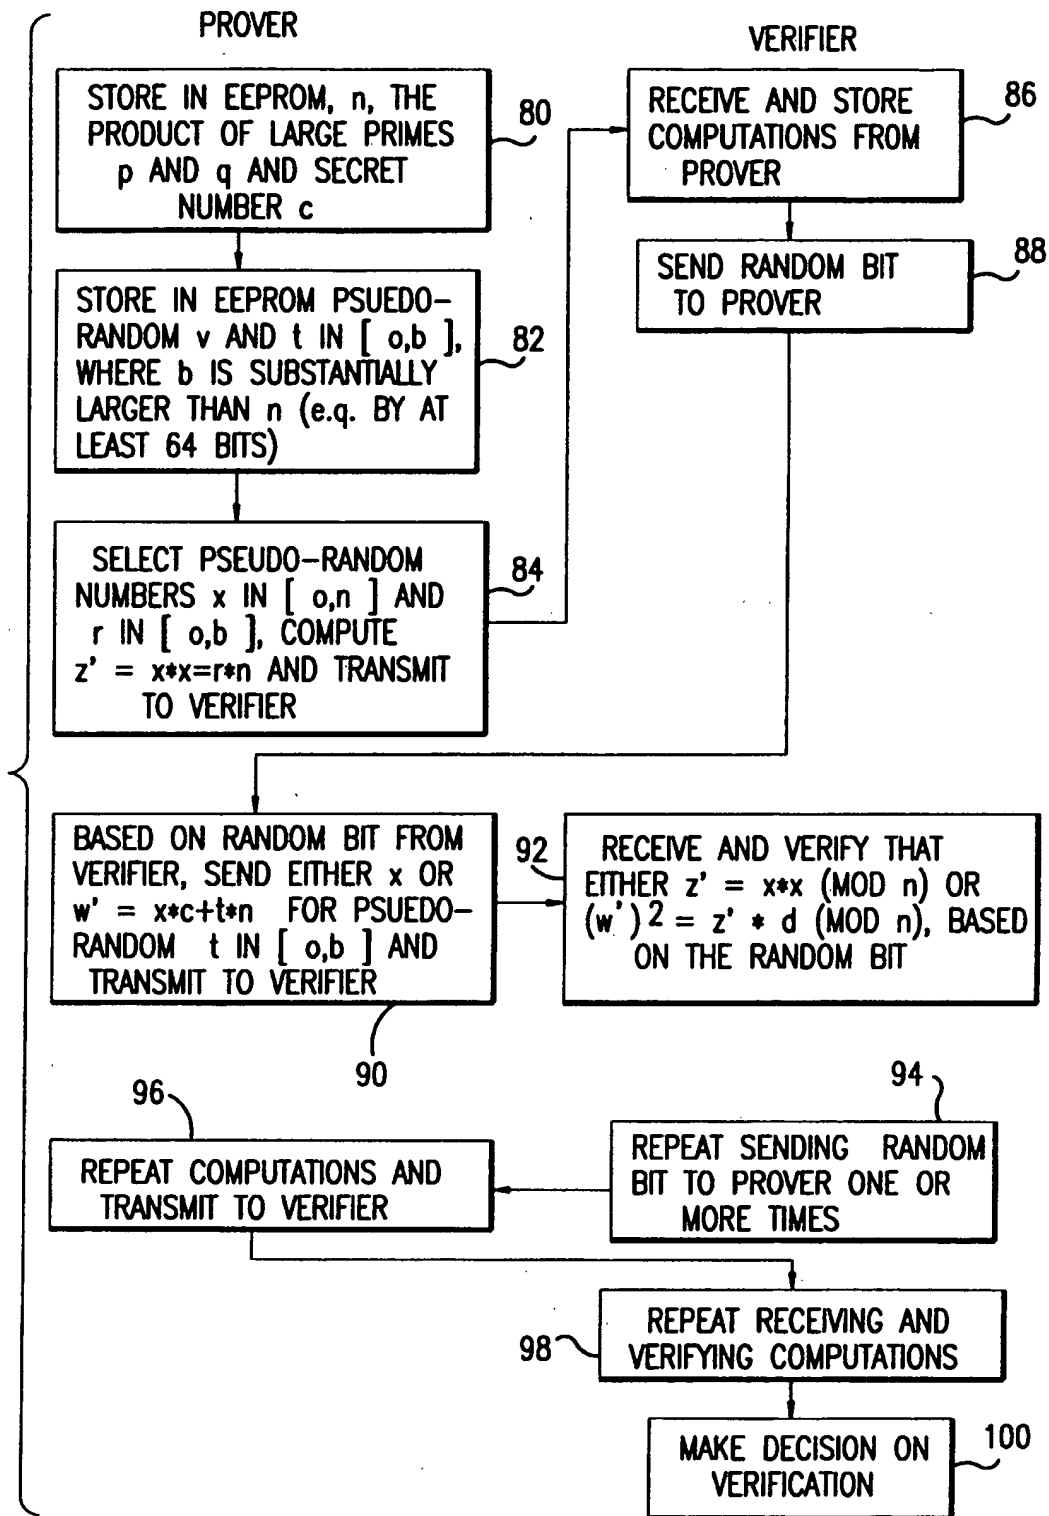 PROVER
VERIFIER
STORE IN EEPROM, n, THE
PRODUCT OF LARGE PRIMES
p AND q AND SECRET
NUMBER c
80
RECEIVE AND STORE
COMPUTATIONS FROM
PROVER
86
STORE IN EEPROM PSUEDO-
RANDOM v AND t IN [ o,b ],
WHERE b IS SUBSTANTIALLY
LARGER THAN n (e.q. BY AT
LEAST 64 BITS)
82
SEND RANDOM BIT
TO PROVER
88
SELECT PSEUDO-RANDOM
NUMBERS x IN [ o,n ] AND
r IN [ o,b ], COMPUTE
z' = x*x=r*n AND TRANSMIT
TO VERIFIER
84
BASED ON RANDOM BIT FROM
VERIFIER, SEND EITHER x OR
w' = x*c+t*n FOR PSUEDO-
RANDOM t IN [ o,b ] AND
TRANSMIT TO VERIFIER
90
92
RECEIVE AND VERIFY THAT
EITHER z' = x*x (MOD n) OR
(w') 2 = z' * d (MOD n), BASED
ON THE RANDOM BIT
94
REPEAT SENDING RANDOM
BIT TO PROVER ONE OR
MORE TIMES
96
REPEAT COMPUTATIONS AND
TRANSMIT TO VERIFIER
98
REPEAT RECEIVING AND
VERIFYING COMPUTATIONS
MAKE DECISION ON
VERIFICATION
100